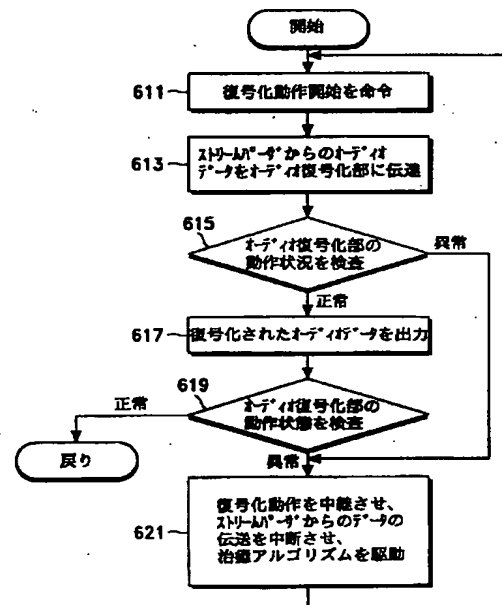 開始
611
復号化動作開始を命令
613
ストリームパーザからのオーディオ
データをオーディオ復号化部に伝達
615
オーディオ復号化部の
動作状況を検査
異常
正常
617
復号化されたオーディオデータを出力
619
オーディオ復号化部の
動作状態を検査
正常
戻り
異常
621
復号化動作を中継させ、
ストリームパーザからのデータの
伝送を中断させ、
治癒アルゴリズムを駆動